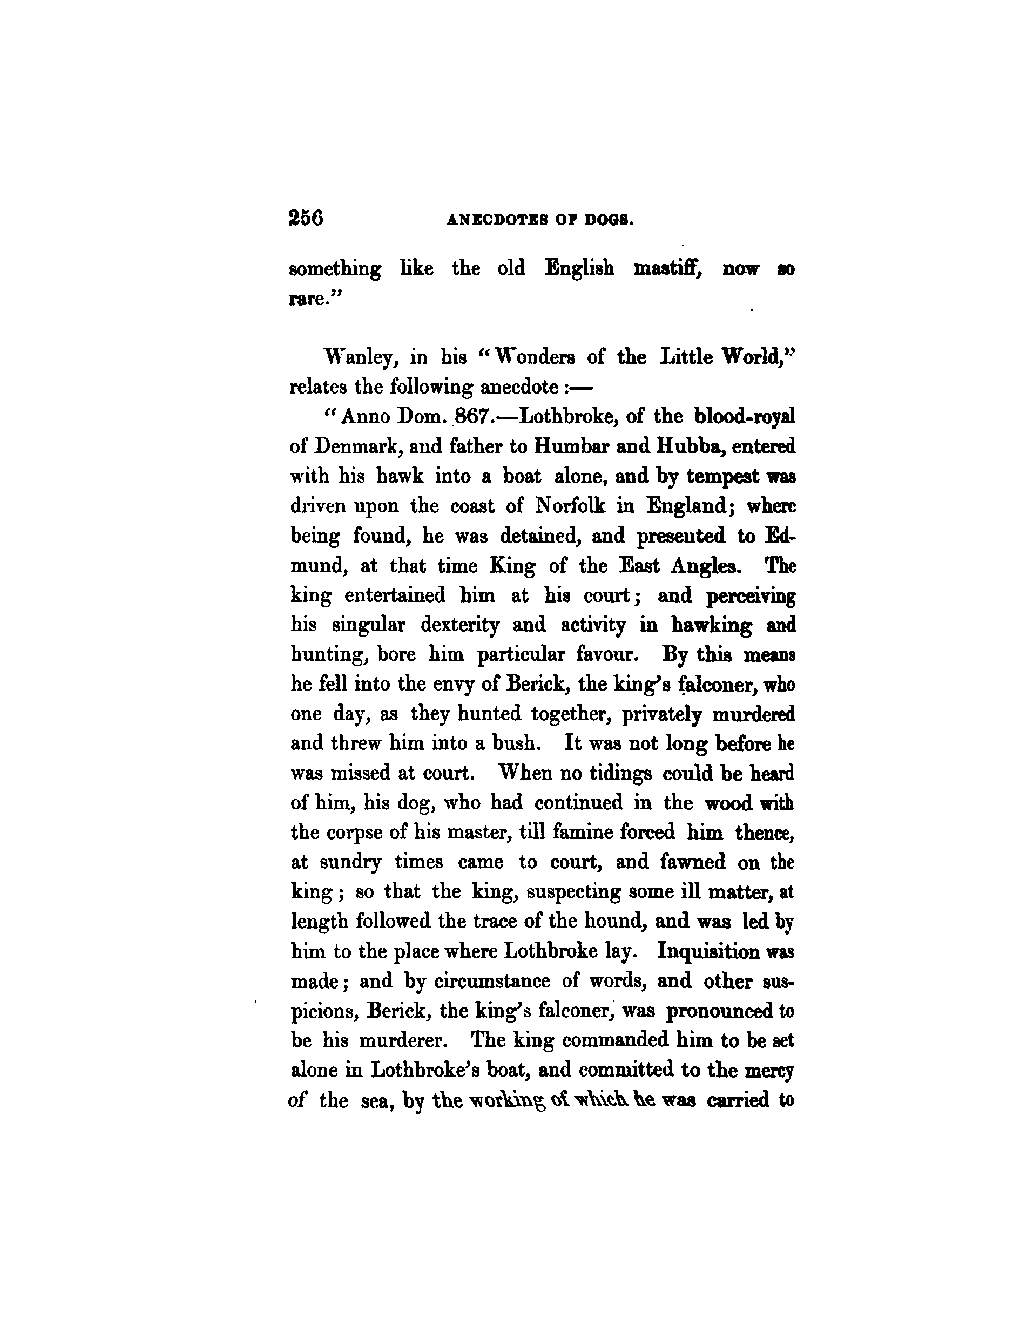 256 ANECDOTES OF DOGS.
something like the old English mastiff, now so
rare."
Wanley, in his "Wonders of the Little World,"
relates the following anecdote :—
"Anno Dom. 867.—Lothbroke, of the blood-royal
of Denmark, and father to Humbar and Hubba, entered
with his hawk into a boat alone, and by tempest was
driven upon the coast of Norfolk in England; where
being found, he was detained, and presented to Ed-
mund, at that time King of the East Angles. The
king entertained him at his court; and perceiving
his singular dexterity and activity in hawking and
hunting, bore him particular favour. By this means
he fell into the envy of Berick, the king's falconer, who
one day, as they hunted together, privately murdered
and threw him into a bush. It was not long before he
was missed at court. When no tidings could be heard
of him, his dog, who had continued in the wood with
the corpse of his master, till famine forced him thence,
at sundry times came to court, and fawned on the
king; so that the king, suspecting some ill matter, at
length followed the trace of the hound, and was led by
him to the place where Lothbroke lay. Inquisition was
made; and by circumstance of words, and other sus-
picions, Berick, the king's falconer, was pronounced to
be his murderer. The king commanded him to be set
alone in Lothbroke's boat, and committed to the mercy
of the sea, by the working of which he was carried to